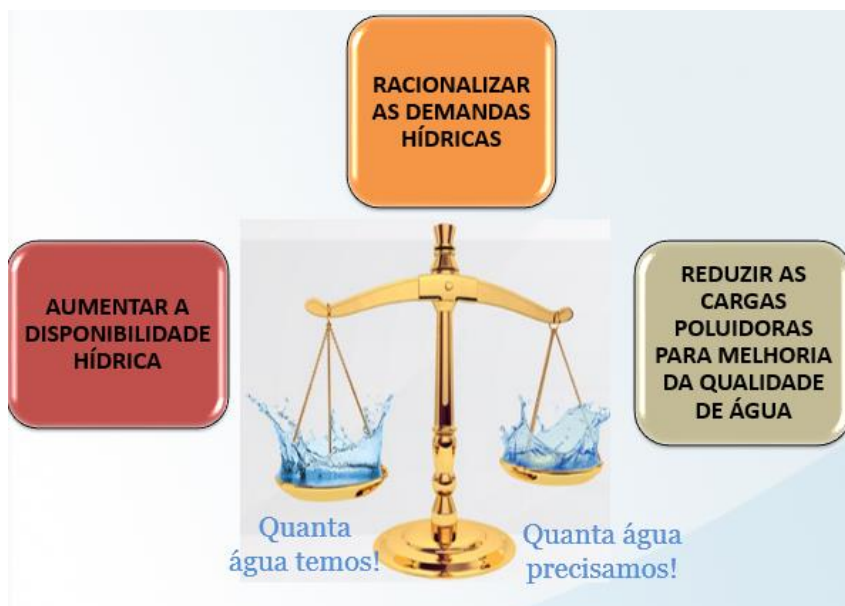 RACIONALIZAR
AS DEMANDAS
HÍDRICAS
AUMENTAR A
DISPONIBILIDADE
HÍDRICA
REDUZIR AS
CARGAS
POLUIDORAS
PARA MELHORIA
DA QUALIDADE
DE ÁGUA
Quanta
água temos!
Quanta água
precisamos!